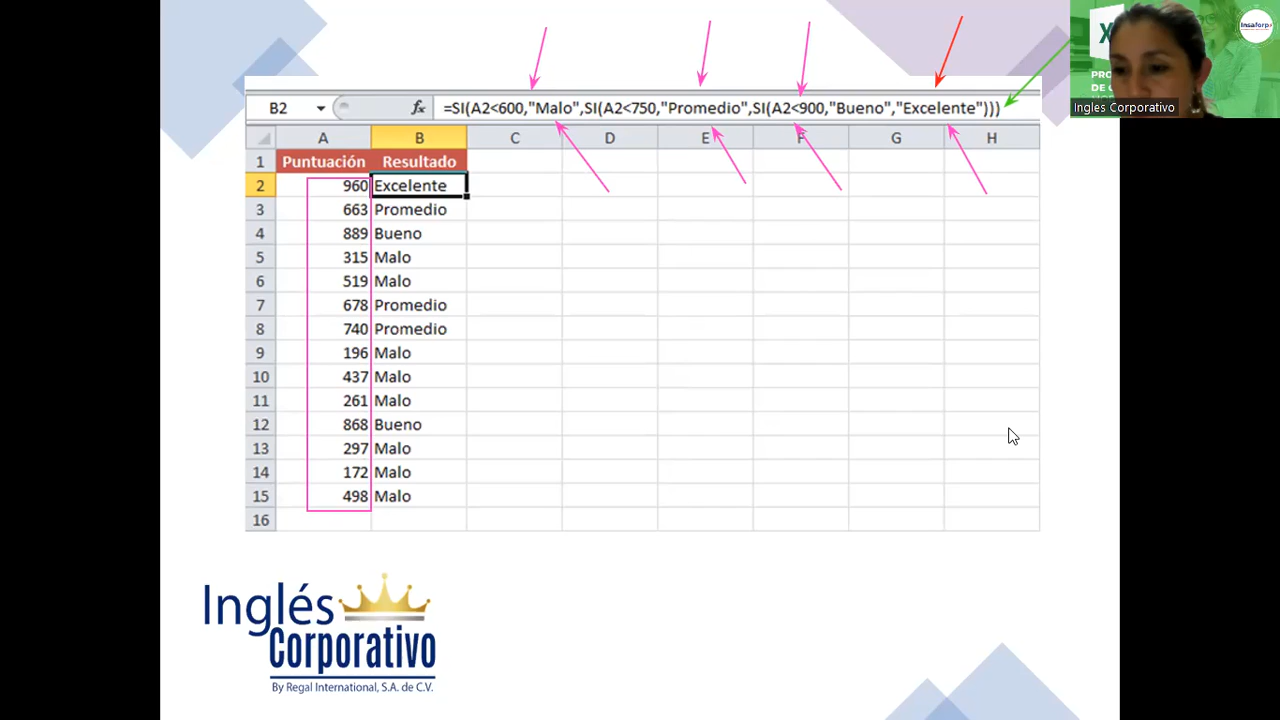 B2 fx =SI(A2<600,"Malo",SI(A2<750,"Promedio",SI(A2<900,"Bueno","Excelente")))
A B C D E F G H
1 Puntuación Resultado
2 960 Excelente
3 663 Promedio
4 889 Bueno
5 315 Malo
6 519 Malo
7 678 Promedio
8 740 Promedio
9 196 Malo
10 437 Malo
11 261 Malo
12 868 Bueno
13 297 Malo
14 172 Malo
15 498 Malo
16
Insaforp
Ingles Corporativo
Inglés
Corporativo
By Regal International, S.A. de C.V.